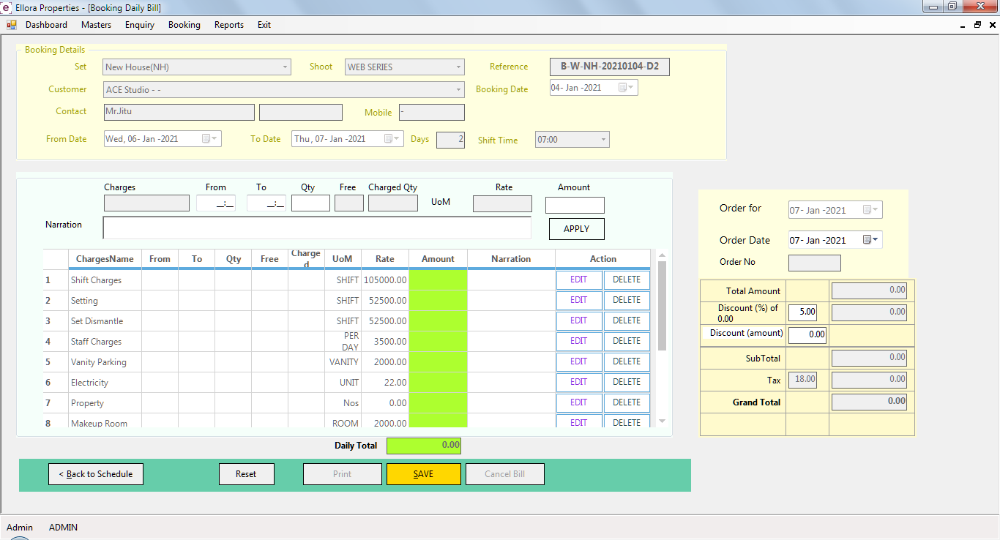 e Ellora Properties - [Booking Daily Bill]
Dashboard Masters Enquiry Booking Reports Exit
Booking Details
Set New House(NH) Shoot WEB SERIES Reference B-W-NH-20210104-D2
Customer ACE Studio - - Booking Date 04- Jan -2021
Contact Mr.Jitu Mobile -
From Date Wed, 06- Jan -2021 To Date Thu, 07- Jan -2021 Days 2 Shift Time 07:00
Charges From To Qty Free Charged Qty UoM Rate Amount
__:__ __:__
Narration APPLY
ChargesName From To Qty Free Charge
d UoM Rate Amount Narration Action
1 Shift Charges SHIFT 105000.00 EDIT DELETE
2 Setting SHIFT 52500.00 EDIT DELETE
3 Set Dismantle SHIFT 52500.00 EDIT DELETE
4 Staff Charges PER
DAY 3500.00 EDIT DELETE
5 Vanity Parking VANITY 2000.00 EDIT DELETE
6 Electricity UNIT 22.00 EDIT DELETE
7 Property Nos 0.00 EDIT DELETE
8 Makeup Room ROOM 2000.00 EDIT DELETE
Daily Total 0.00
Order for 07- Jan -2021
Order Date 07- Jan -2021
Order No
Total Amount 0.00
Discount (%) of
0.00 5.00 0.00
Discount (amount) 0.00
SubTotal 0.00
Tax 18.00 0.00
Grand Total 0.00
< Back to Schedule Reset Print SAVE Cancel Bill
Admin ADMIN